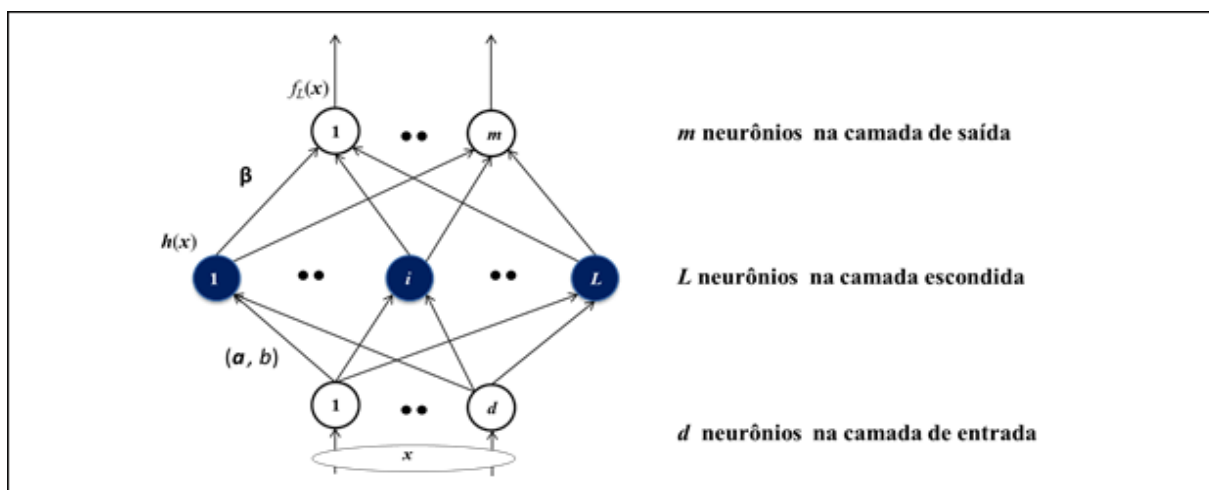 f_L(x)
1 •• m
m neurônios na camada de saída
β
h(x)
1 •• i •• L
L neurônios na camada escondida
(a, b)
1 •• d
d neurônios na camada de entrada
x